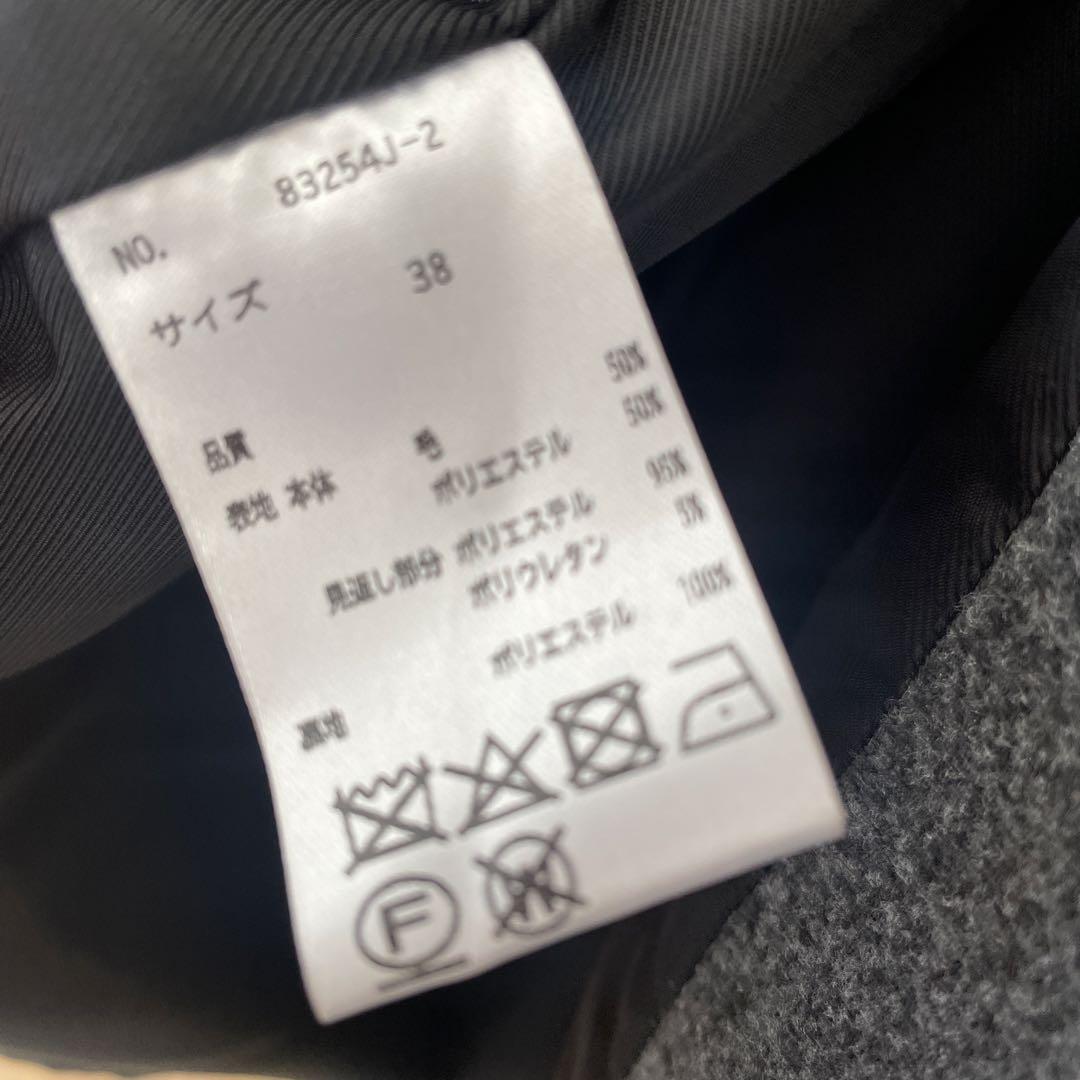 NO. 83254J-2
サイズ 38
品質
表地 本体 毛 50%
ポリエステル 50%
見返し部分 ポリエステル 95%
ポリウレタン 5%
裏地 ポリエステル 100%
F
W